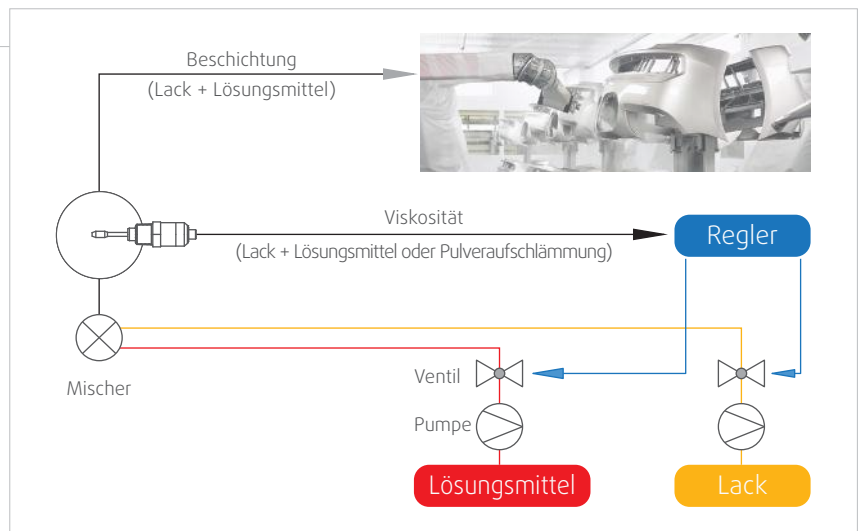 Beschichtung
(Lack + Lösungsmittel)
Viskosität
(Lack + Lösungsmittel oder Pulveraufschlämmung)
Regler
Mischer
Ventil
Pumpe
Lösungsmittel
Lack